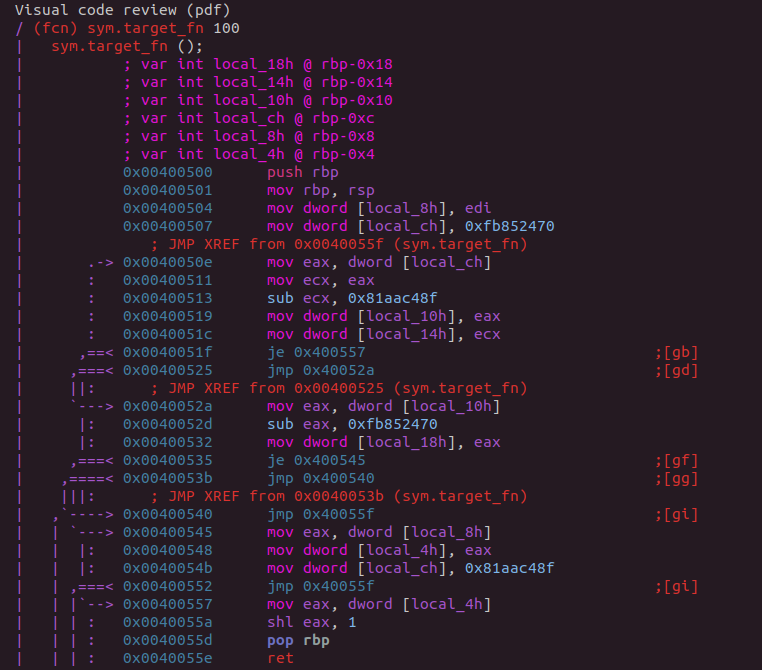 Visual code review (pdf)
/ (fcn) sym.target_fn 100
|   sym.target_fn ();
|           ; var int local_18h @ rbp-0x18
|           ; var int local_14h @ rbp-0x14
|           ; var int local_10h @ rbp-0x10
|           ; var int local_ch @ rbp-0xc
|           ; var int local_8h @ rbp-0x8
|           ; var int local_4h @ rbp-0x4
|           0x00400500      push rbp
|           0x00400501      mov rbp, rsp
|           0x00400504      mov dword [local_8h], edi
|           0x00400507      mov dword [local_ch], 0xfb852470
|              ; JMP XREF from 0x0040055f (sym.target_fn)
|       .-> 0x0040050e      mov eax, dword [local_ch]
|       :   0x00400511      mov ecx, eax
|       :   0x00400513      sub ecx, 0x81aac48f
|       :   0x00400519      mov dword [local_10h], eax
|       :   0x0040051c      mov dword [local_14h], ecx
|      ,==< 0x0040051f      je 0x400557                                ;[gb]
|     ,===< 0x00400525      jmp 0x40052a                               ;[gd]
|     ||:      ; JMP XREF from 0x00400525 (sym.target_fn)
|     `---> 0x0040052a      mov eax, dword [local_10h]
|      |:   0x0040052d      sub eax, 0xfb852470
|      |:   0x00400532      mov dword [local_18h], eax
|     ,===< 0x00400535      je 0x400545                                ;[gf]
|    ,====< 0x0040053b      jmp 0x400540                               ;[gg]
|    |||:      ; JMP XREF from 0x0040053b (sym.target_fn)
|   ,`----> 0x00400540      jmp 0x40055f                               ;[gi]
|   | `---> 0x00400545      mov eax, dword [local_8h]
|   |  |:   0x00400548      mov dword [local_4h], eax
|   |  |:   0x0040054b      mov dword [local_ch], 0x81aac48f
|   | ,===< 0x00400552      jmp 0x40055f                               ;[gi]
|   | |`--> 0x00400557      mov eax, dword [local_4h]
|   | | :   0x0040055a      shl eax, 1
|   | | :   0x0040055d      pop rbp
|   | | :   0x0040055e      ret